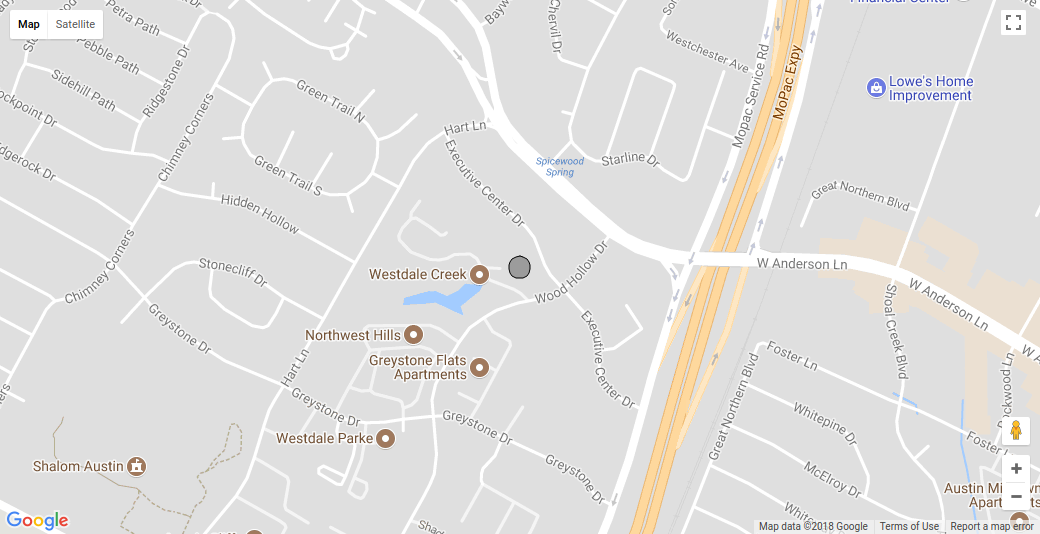 Map
Satellite
Petra Path
Pebble Path
Sidehill Path
Ridgestone Dr
Chimney Corners
Green Trail N
Green Trail S
Hidden Hollow
Stonecliff Dr
Chimney Corners
Greystone Dr
Hart Ln
Executive Center Dr
Spicewood
Spring
Starline Dr
Westchester Ave
Chervil Dr
Mopac Service Rd
MoPac Expy
Lowe's Home
Improvement
Great Northern Blvd
W Anderson Ln
W Anderson Ln
Shoal Creek Blvd
Westdale Creek
Wood Hollow Dr
Northwest Hills
Greystone Flats
Apartments
Hart Ln
Executive Center Dr
Foster Ln
Great Northern Blvd
Whitepine Dr
McElroy Dr
Greystone Dr
Greystone Dr
Westdale Parke
Greystone Dr
Shalom Austin
Google
Map data ©2018 Google
Terms of Use
Report a map error